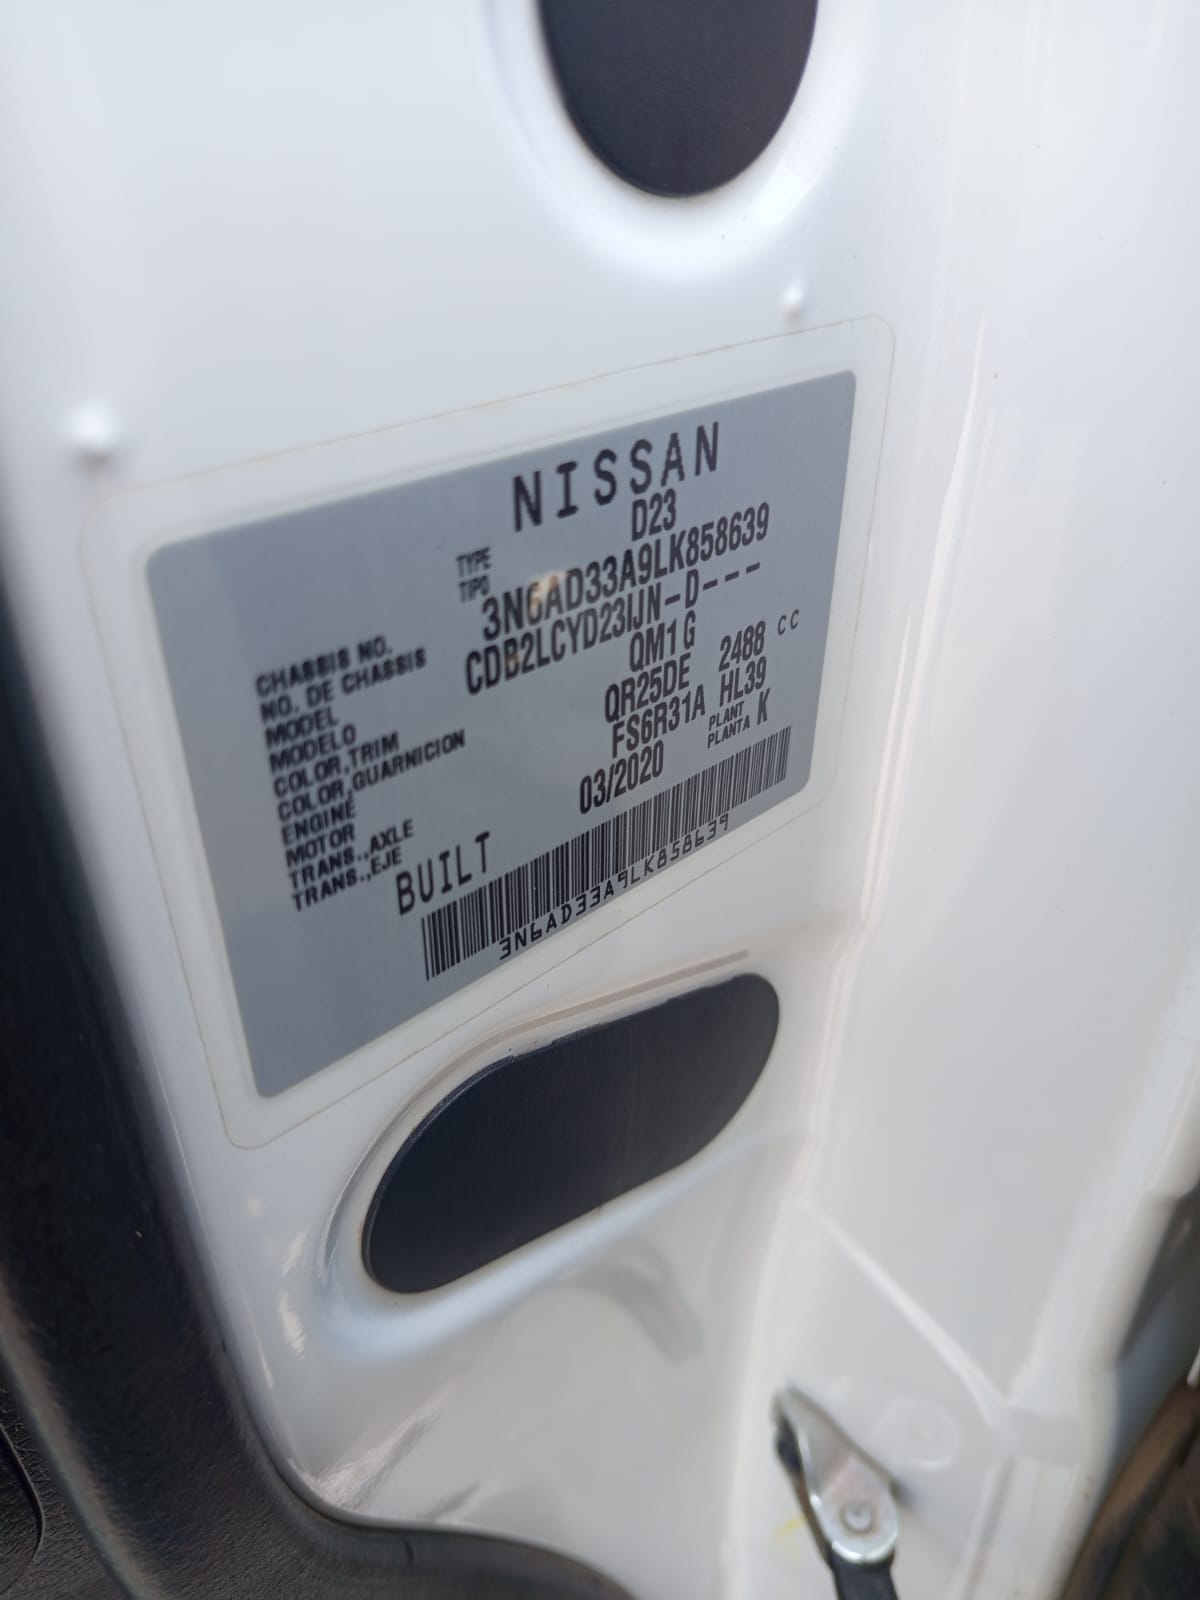 NISSAN
TYPE
TIPO
D23
CHASSIS NO.
NO. DE CHASSIS
3N6AD33A9LK858639
MODEL
MODELO
CDB2LCYD23IJN-D---
COLOR,TRIM
COLOR,GUARNICION
QM1 G
ENGINE
MOTOR
QR25DE 2488 CC
TRANS.,AXLE
TRANS.,EJE
FS6R31A HL39
BUILT 03/2020
PLANT
PLANTA
K
3N6AD33A9LK858639